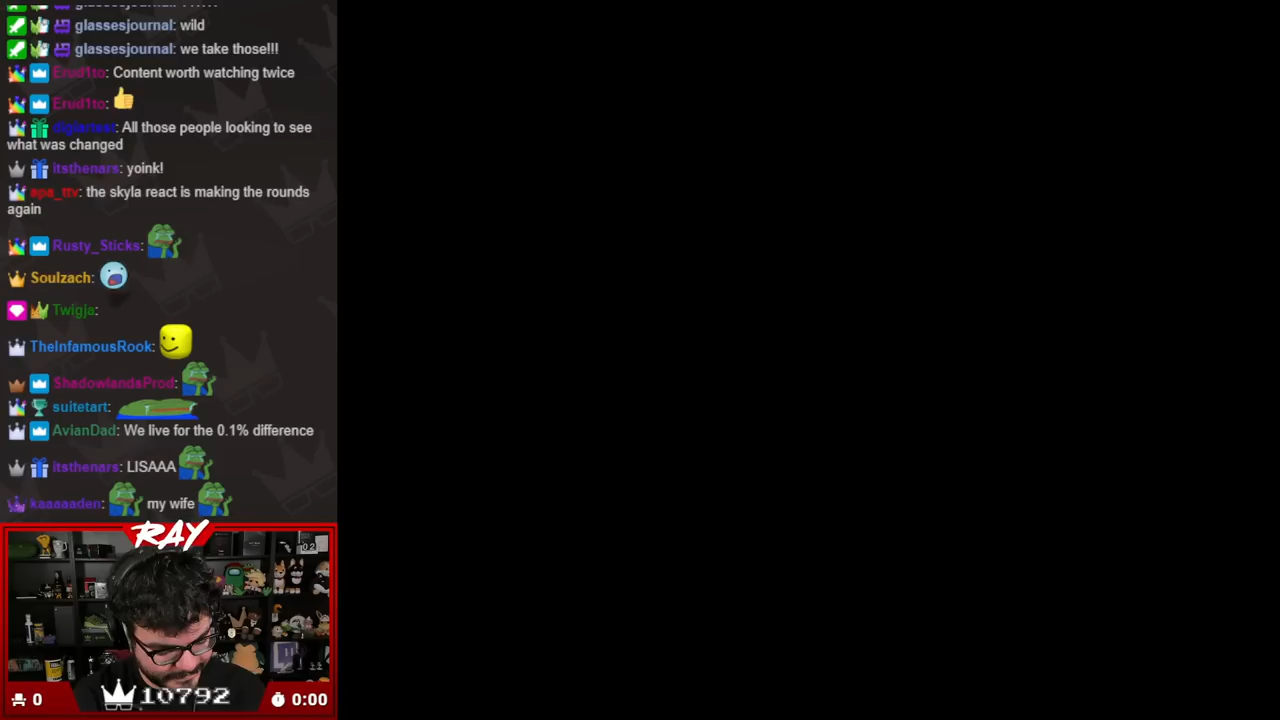 glassesjournal: wild
glassesjournal: we take those!!!
Erud1to: Content worth watching twice
Erud1to:
All those people looking to see
what was changed
itsthenars: yoink!
apa_ttv: the skyla react is making the rounds
again
Rusty_Sticks:
Soulzach:
Twigja:
TheInfamousRook:
ShadowlandsProd:
suitetart:
AvianDad: We live for the 0.1% difference
itsthenars: LISAAA
kaaaaaden: my wife
RAY
0
10792
0:00